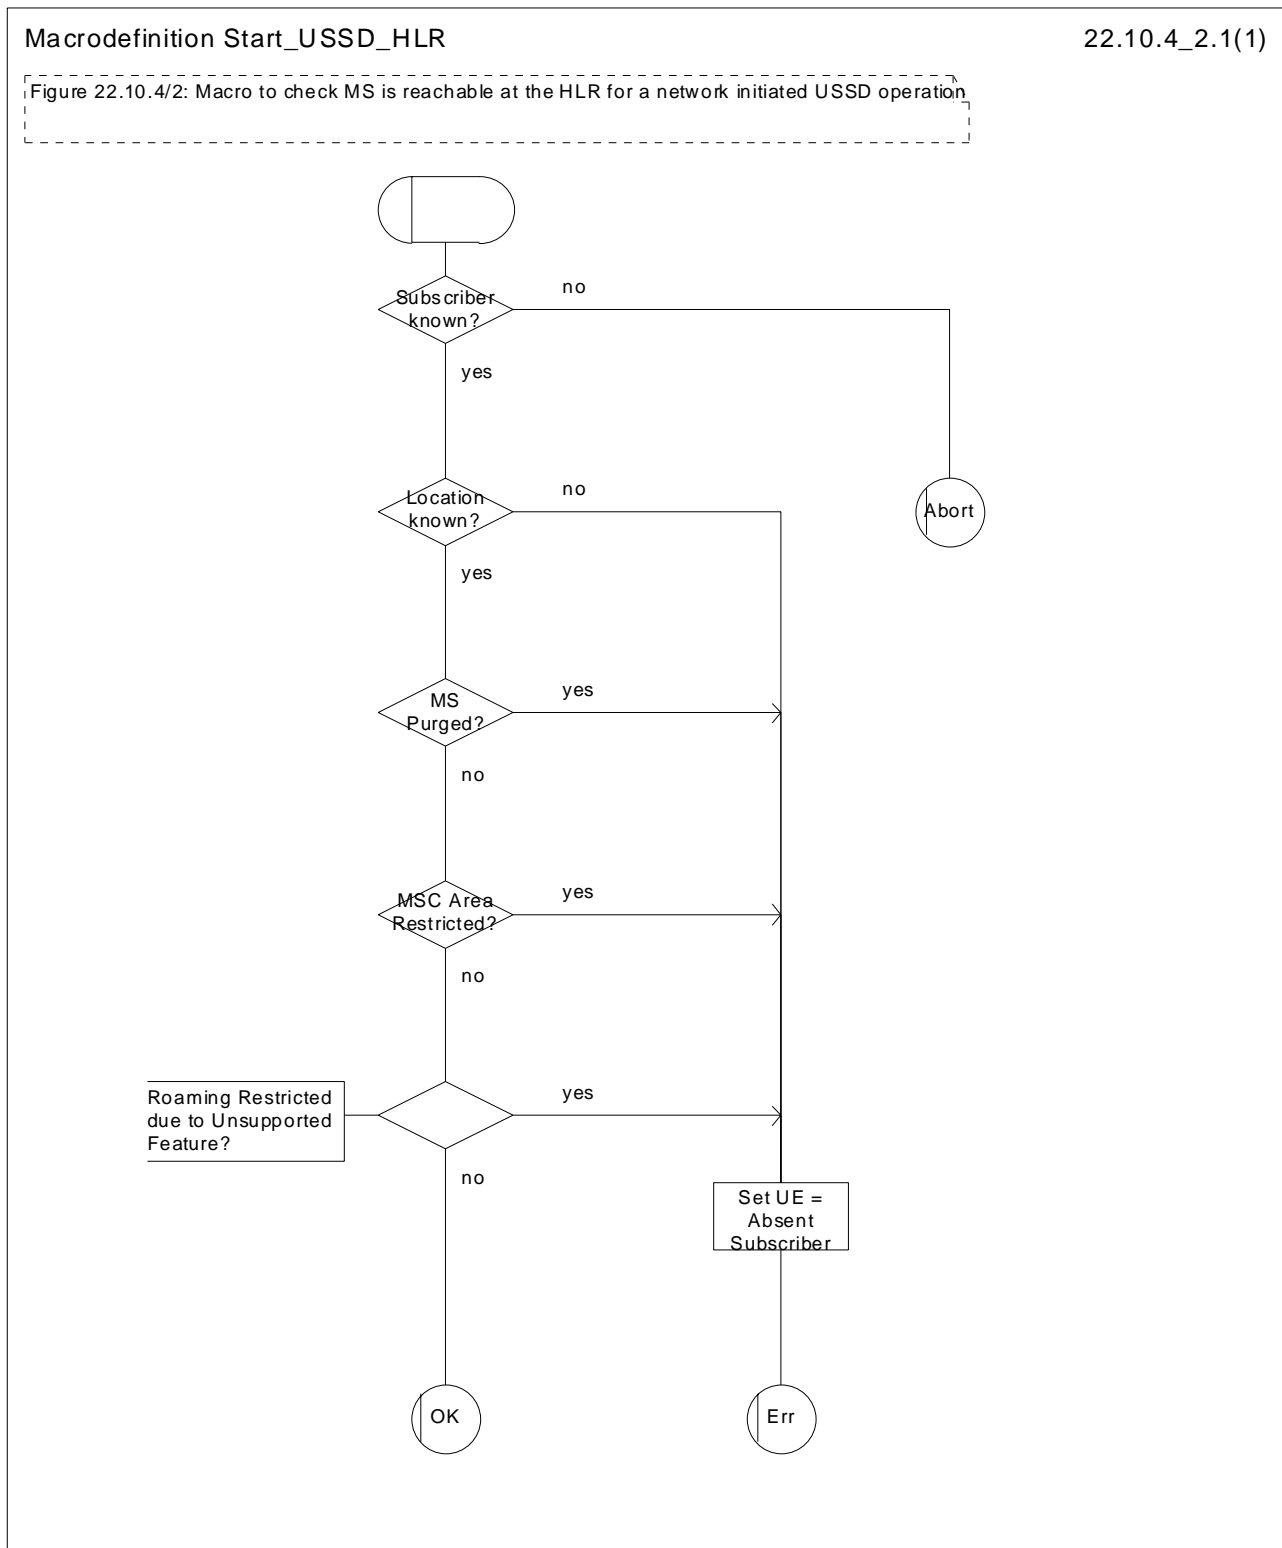 Macrodefinition Start_USSD_HLR
22.10.4_2.1(1)
Figure 22.10.4/2: Macro to check MS is reachable at the HLR for a network initiated USSD operation
Subscriber
known?
no
yes
Location
known?
no
Abort
yes
MS
Purged?
yes
no
MSC Area
Restricted?
yes
no
Roaming Restricted
due to Unsupported
Feature?
yes
no
Set UE =
Absent
Subscriber
OK
Err